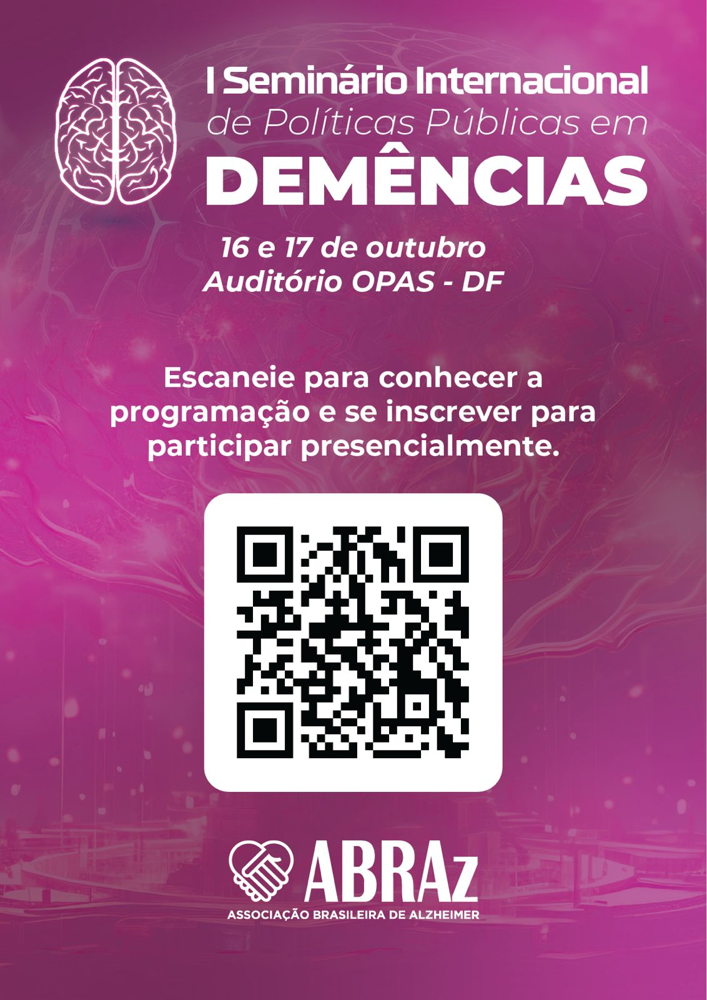 I Seminário Internacional
de Políticas Públicas em
DEMÊNCIAS
16 e 17 de outubro
Auditório OPAS - DF
Escaneie para conhecer a
programação e se inscrever para
participar presencialmente.
ABRAz
ASSOCIAÇÃO BRASILEIRA DE ALZHEIMER